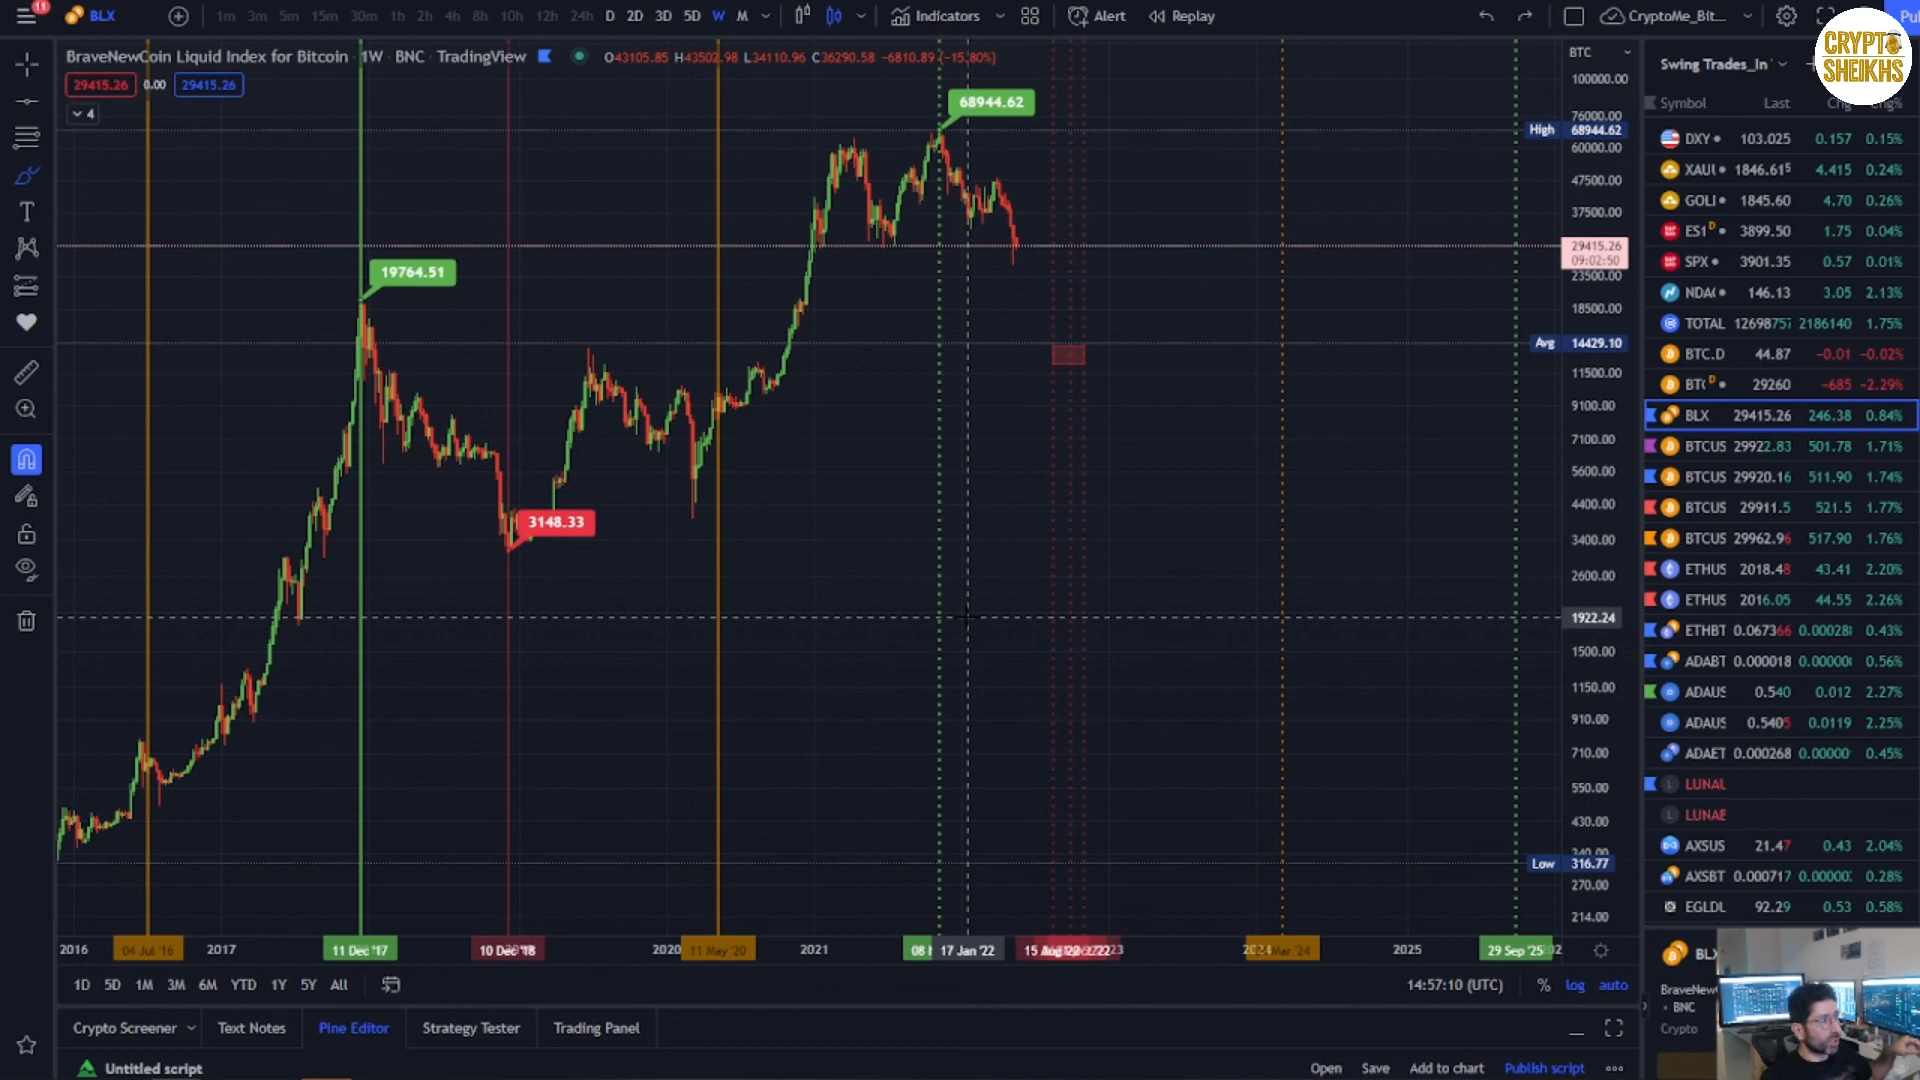 11
BLX
1m 3m 5m 15m 30m 1h 2h 4h 8h 10h 12h 24h D 2D 3D 5D W M
Indicators
Alert
Replay
CryptoMe_Bit...
Pu
CRYPTO
SHEIKHS
BraveNewCoin Liquid Index for Bitcoin 1W BNC TradingView O43105.85 H43502.98 L34110.96 C36290.58 -6810.89 (-15.80%)
29415.26 0.00 29415.26
4
BTC
100000.00
76000.00
High 68944.62
60000.00
47500.00
37500.00
29415.26
09:02:50
23500.00
18500.00
Avg 14429.10
11500.00
9100.00
7100.00
5600.00
4400.00
3400.00
2600.00
1922.24
1500.00
1150.00
910.00
710.00
550.00
430.00
340.00
Low 316.77
270.00
214.00
68944.62
19764.51
3148.33
2016 04 Jul '16 2017 11 Dec '17 10 Dec '18 2020 11 May '20 2021 17 Jan '22 15 Aug 2025 29 Sep '25
1D 5D 1M 3M 6M YTD 1Y 5Y All
14:57:10 (UTC) % log auto
Crypto Screener Text Notes Pine Editor Strategy Tester Trading Panel
Untitled script
Open Save Add to chart Publish script
Swing Trades_In
Symbol Last Chg Chg%
DXY 103.025 0.157 0.15%
XAUU 1846.615 4.415 0.24%
GOLI 1845.60 4.70 0.26%
ES1 D 3899.50 1.75 0.04%
SPX 3901.35 0.57 0.01%
NDA( 146.13 3.05 2.13%
TOTAL 12698757 2186140 1.75%
BTC.D 44.87 -0.01 -0.02%
BT( D 29260 -685 -2.29%
BLX 29415.26 246.38 0.84%
BTCUS 29922.83 501.78 1.71%
BTCUS 29920.16 511.90 1.74%
BTCUS 29911.5 521.5 1.77%
BTCUS 29962.96 517.90 1.76%
ETHUS 2018.48 43.41 2.20%
ETHUS 2016.05 44.55 2.26%
ETHBT 0.067366 0.00028 0.43%
ADABT 0.000018 0.00000 0.56%
ADAUS 0.540 0.012 2.27%
ADAUS 0.5405 0.0119 2.25%
ADAET 0.000268 0.00000 0.45%
LUNAL
LUNAE
AXSUS 21.47 0.43 2.04%
AXSBT 0.000717 0.00000 0.28%
EGLDL 92.29 0.53 0.58%
BLX
BraveNew
BNC
Crypto